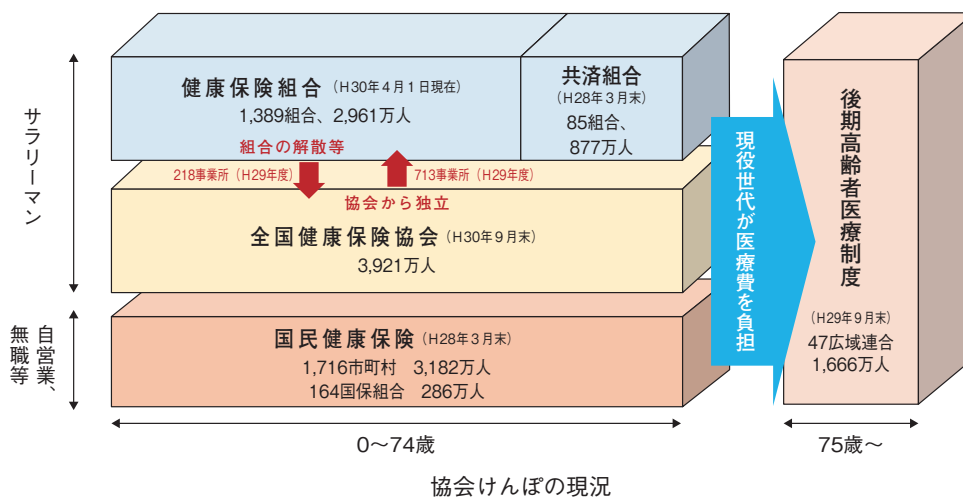 サラリーマン
健康保険組合（H30年4月1日現在）
1,389組合、2,961万人
共済組合
（H28年3月末）
85組合、
877万人
組合の解散等
218事業所（H29年度）
713事業所（H29年度）
協会から独立
全国健康保険協会（H30年9月末）
3,921万人
自営業、
無職等
国民健康保険（H28年3月末）
1,716市町村　3,182万人
164国保組合　286万人
0～74歳
現役世代が医療費を負担
後期高齢者医療制度
（H29年9月末）
47広域連合
1,666万人
75歳～
協会けんぽの現況